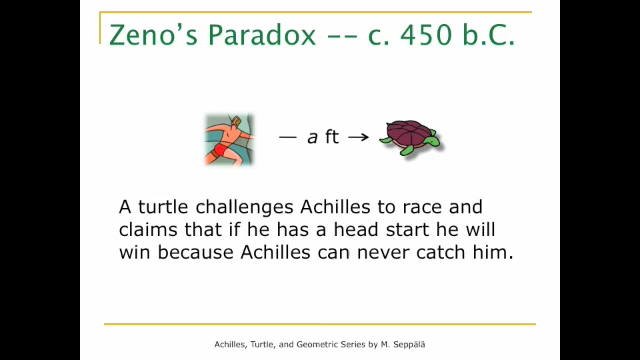 Zeno's Paradox -- c. 450 b.C.
— a ft →
A turtle challenges Achilles to race and
claims that if he has a head start he will
win because Achilles can never catch him.
Achilles, Turtle, and Geometric Series by M. Seppälä